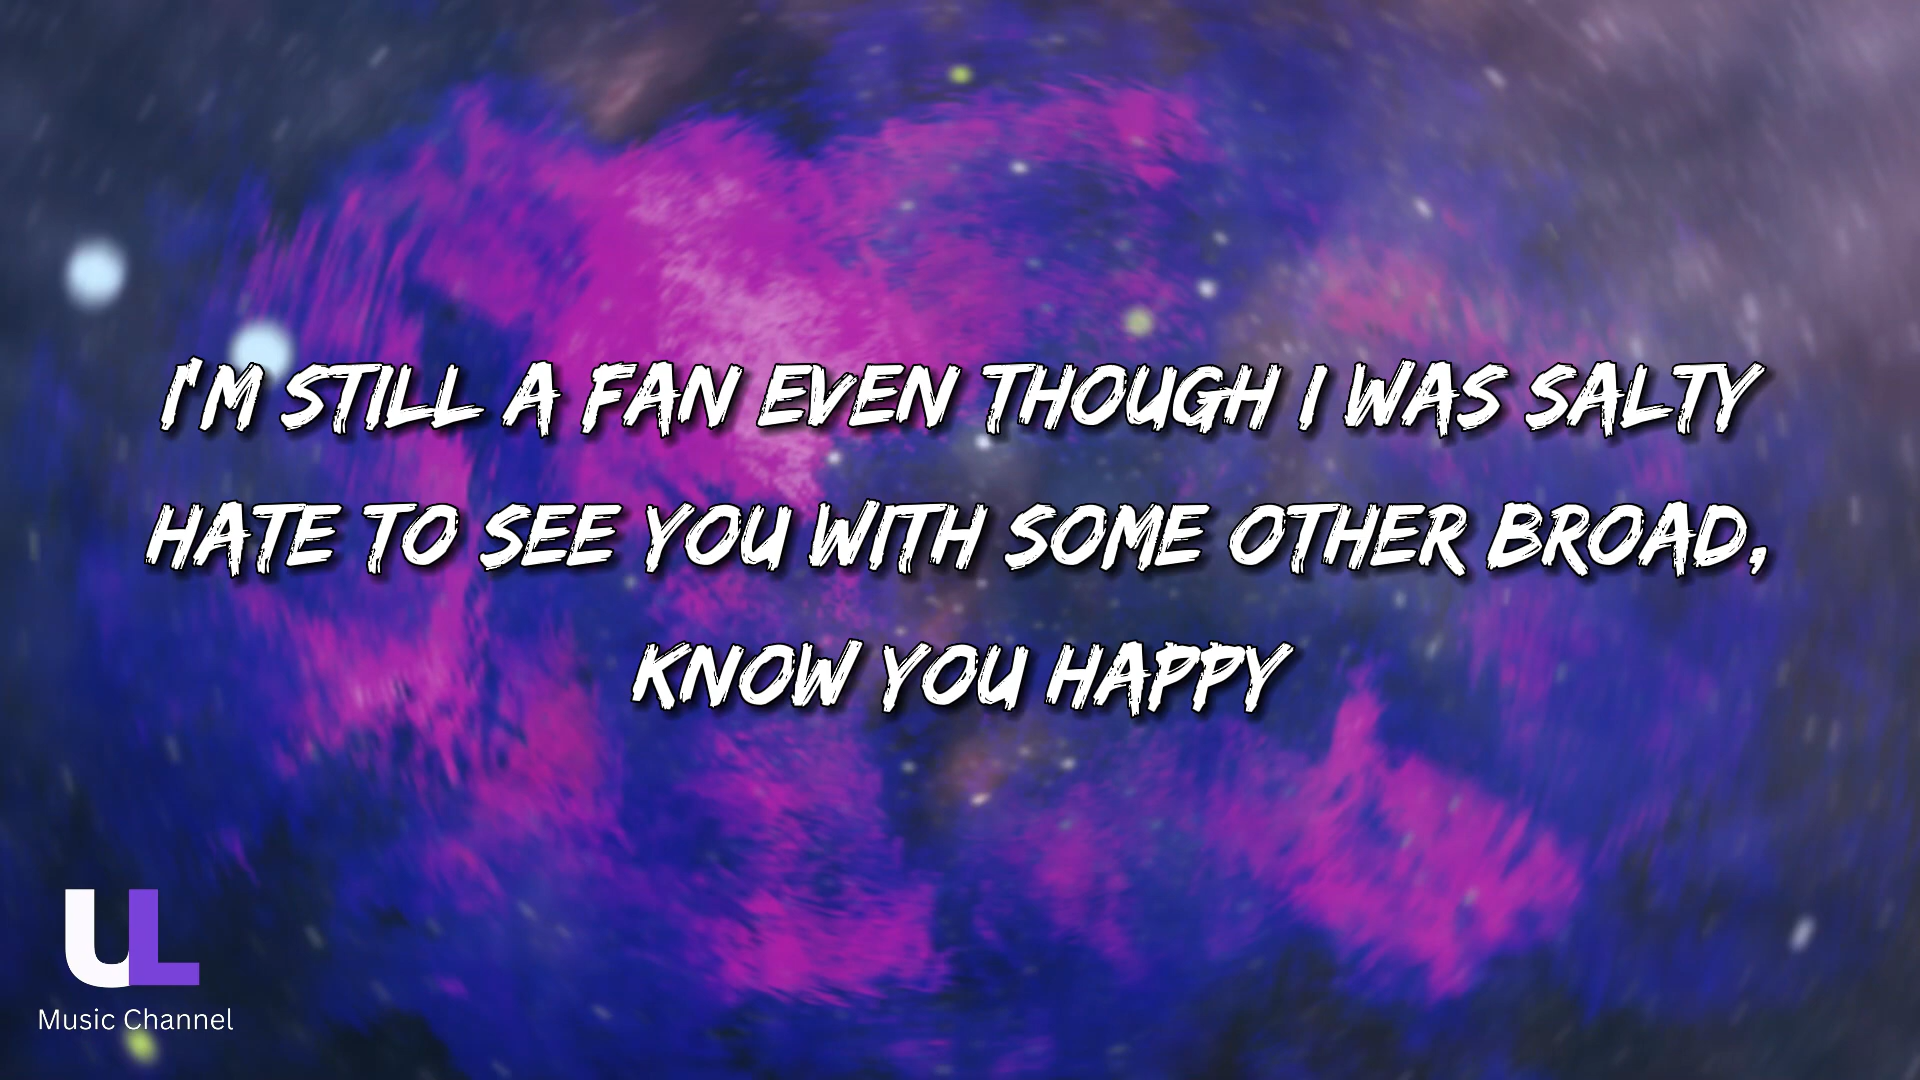 I'M STILL A FAN EVEN THOUGH I WAS SALTY
HATE TO SEE YOU WITH SOME OTHER BROAD,
KNOW YOU HAPPY
UL
Music Channel